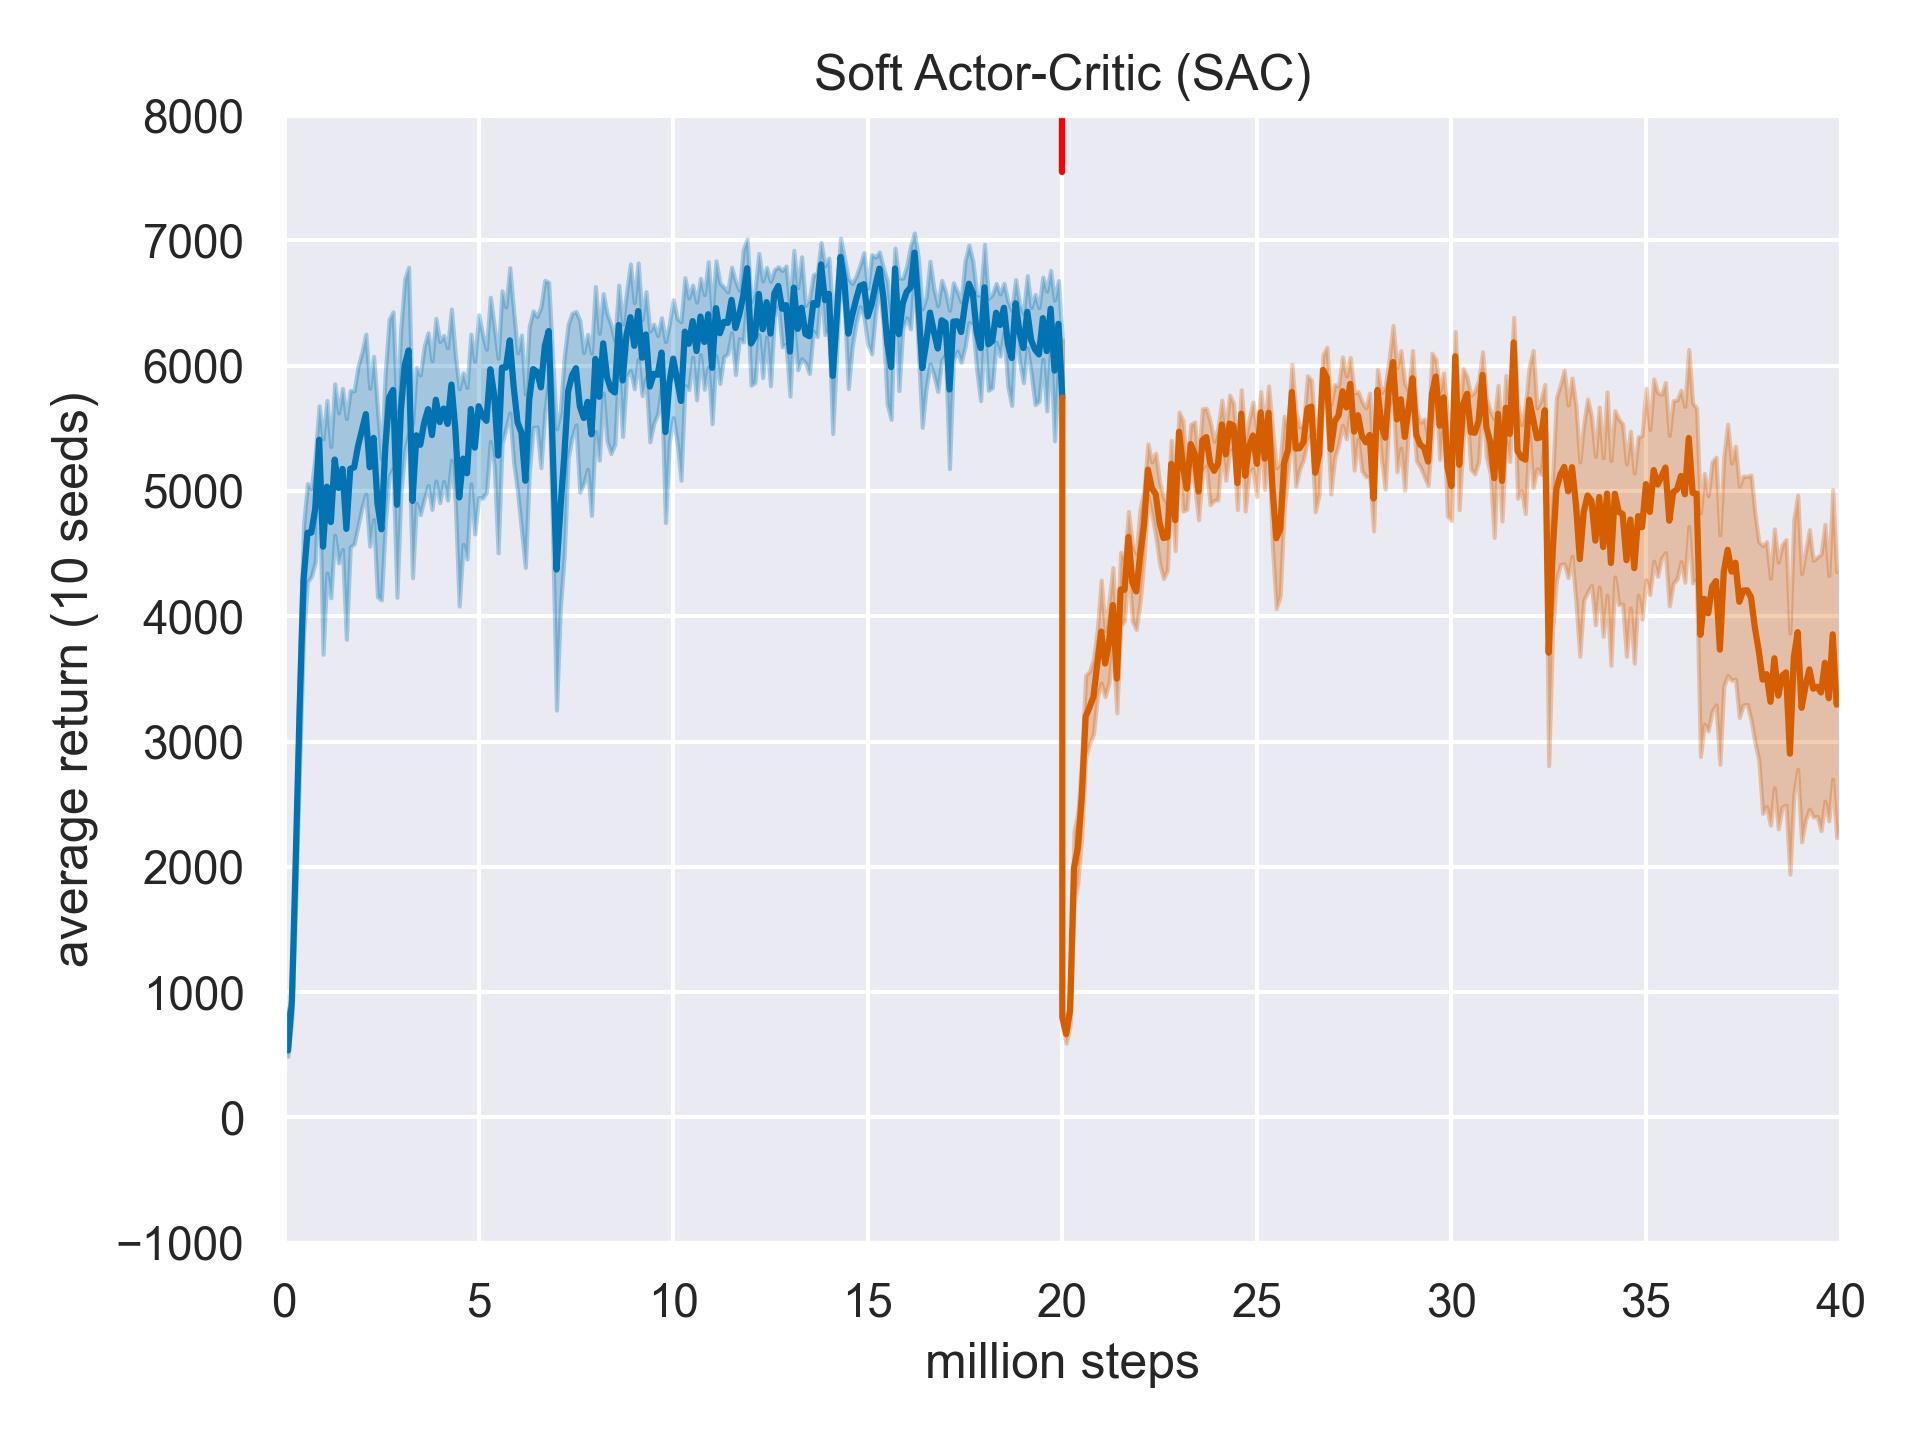 Soft Actor-Critic (SAC)
8000
7000
6000
5000
4000
3000
2000
1000
0
−1000
average return (10 seeds)
0 5 10 15 20 25 30 35 40
million steps